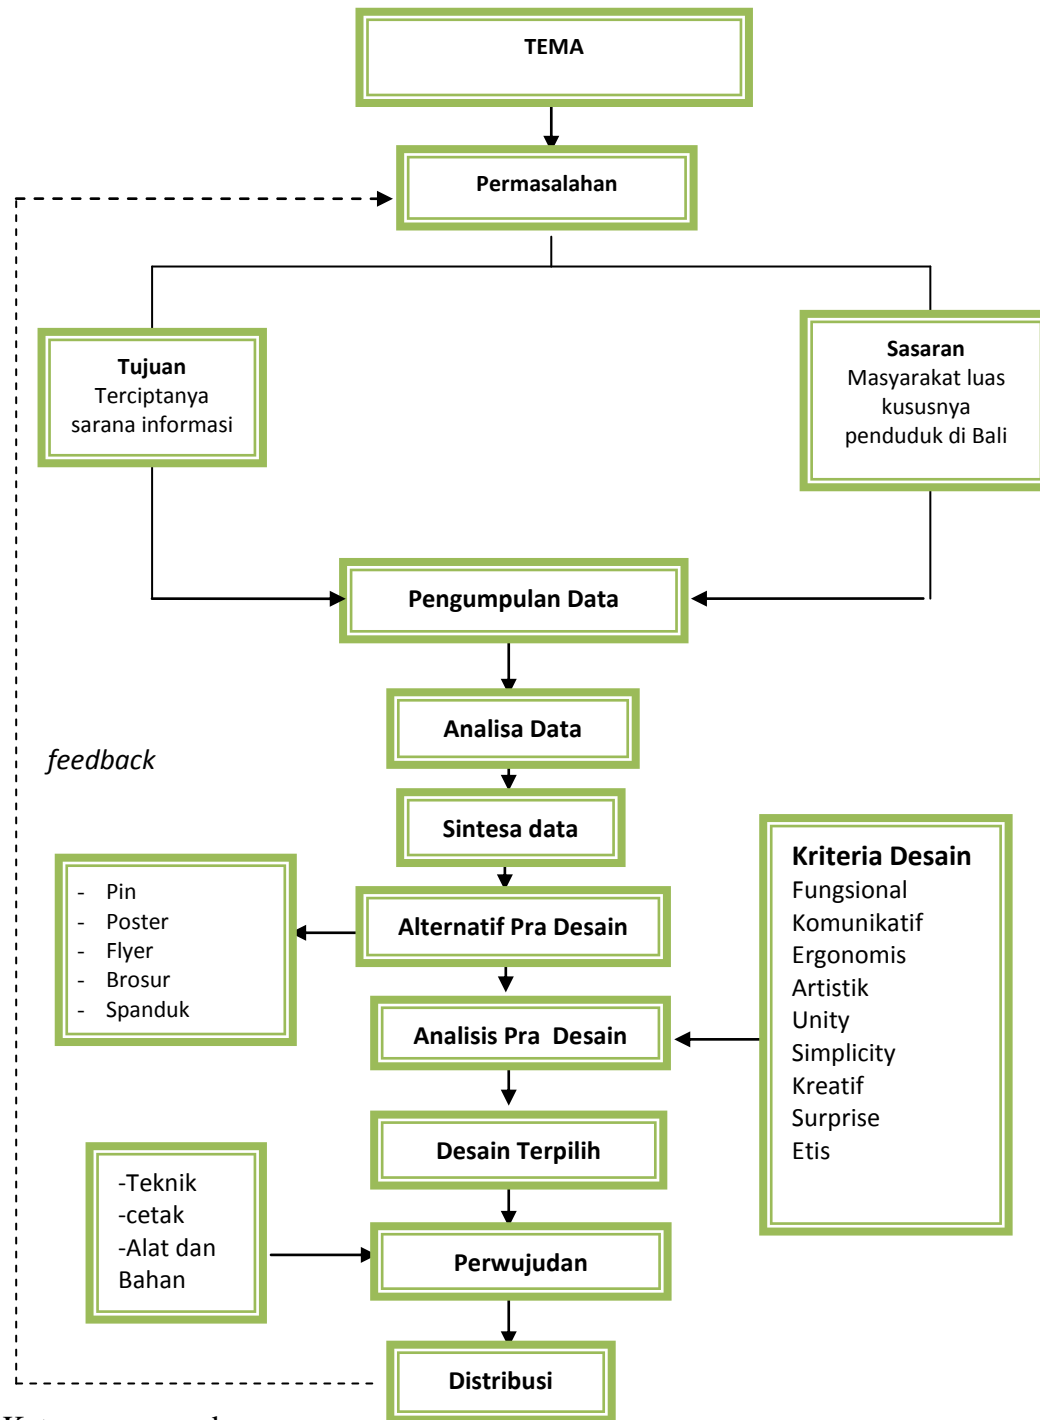 TEMA
Permasalahan
Tujuan
Terciptanya
sarana informasi
Sasaran
Masyarakat luas
kususnya
penduduk di Bali
Pengumpulan Data
Analisa Data
feedback
Sintesa data
- Pin
- Poster
- Flyer
- Brosur
- Spanduk
Alternatif Pra Desain
Kriteria Desain
Fungsional
Komunikatif
Ergonomis
Artistik
Unity
Simplicity
Kreatif
Surprise
Etis
Analisis Pra Desain
Desain Terpilih
-Teknik
-cetak
-Alat dan
Bahan
Perwujudan
Distribusi